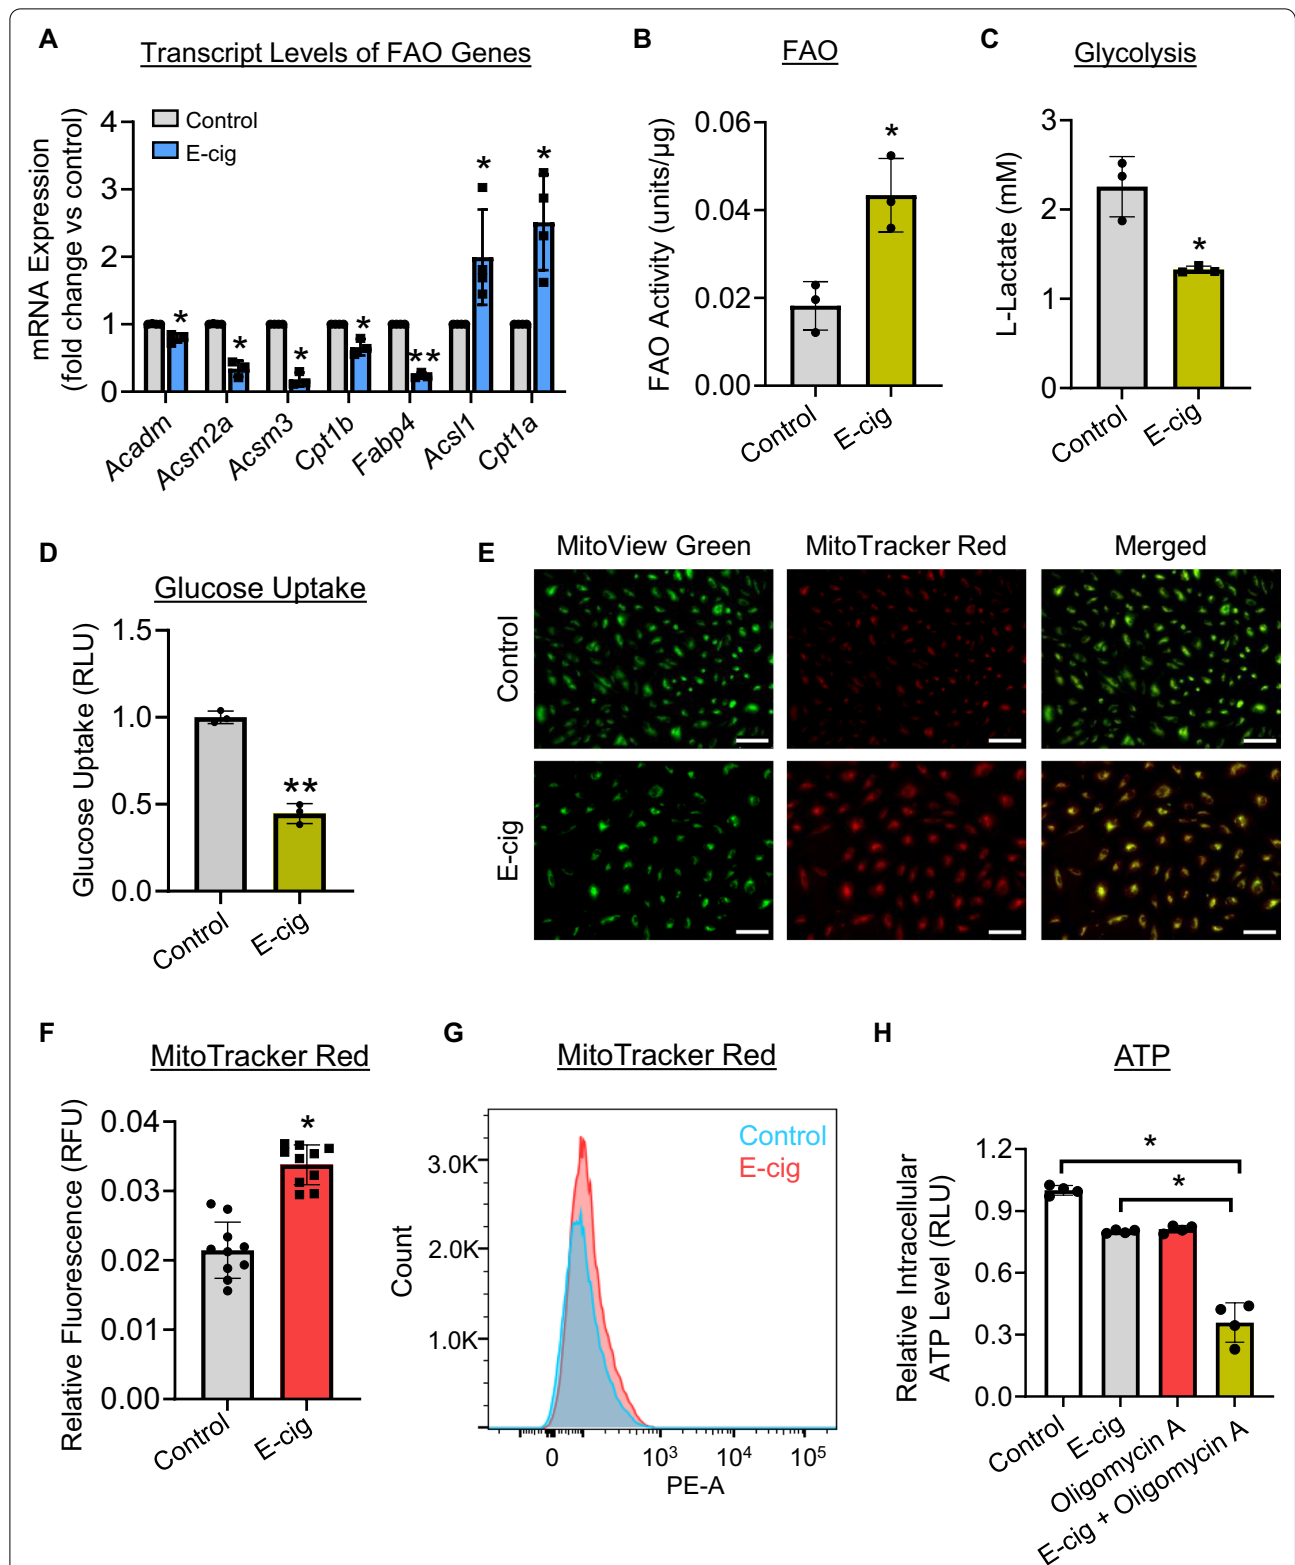 A
Transcript Levels of FAO Genes
mRNA Expression
(fold change vs control)
4
3
2
1
0
Control
E-cig
*
*
*
*
**
*
*
Acadm
Acsm2a
Acsm3
Cpt1b
Fabp4
Acsl1
Cpt1a
B
FAO
FAO Activity (units/µg)
0.06
0.04
0.02
0.00
*
Control
E-cig
C
Glycolysis
L-Lactate (mM)
3
2
1
0
*
Control
E-cig
D
Glucose Uptake
Glucose Uptake (RLU)
1.5
1.0
0.5
0.0
**
Control
E-cig
E
MitoView Green
MitoTracker Red
Merged
Control
E-cig
F
MitoTracker Red
Relative Fluorescence (RFU)
0.04
0.03
0.02
0.01
0.00
*
Control
E-cig
G
MitoTracker Red
Count
3.0K
2.0K
1.0K
Control
E-cig
0
10³
10⁴
10⁵
PE-A
H
ATP
Relative Intracellular
ATP Level (RLU)
1.2
0.9
0.6
0.3
0.0
*
*
Control
E-cig
Oligomycin A
E-cig + Oligomycin A